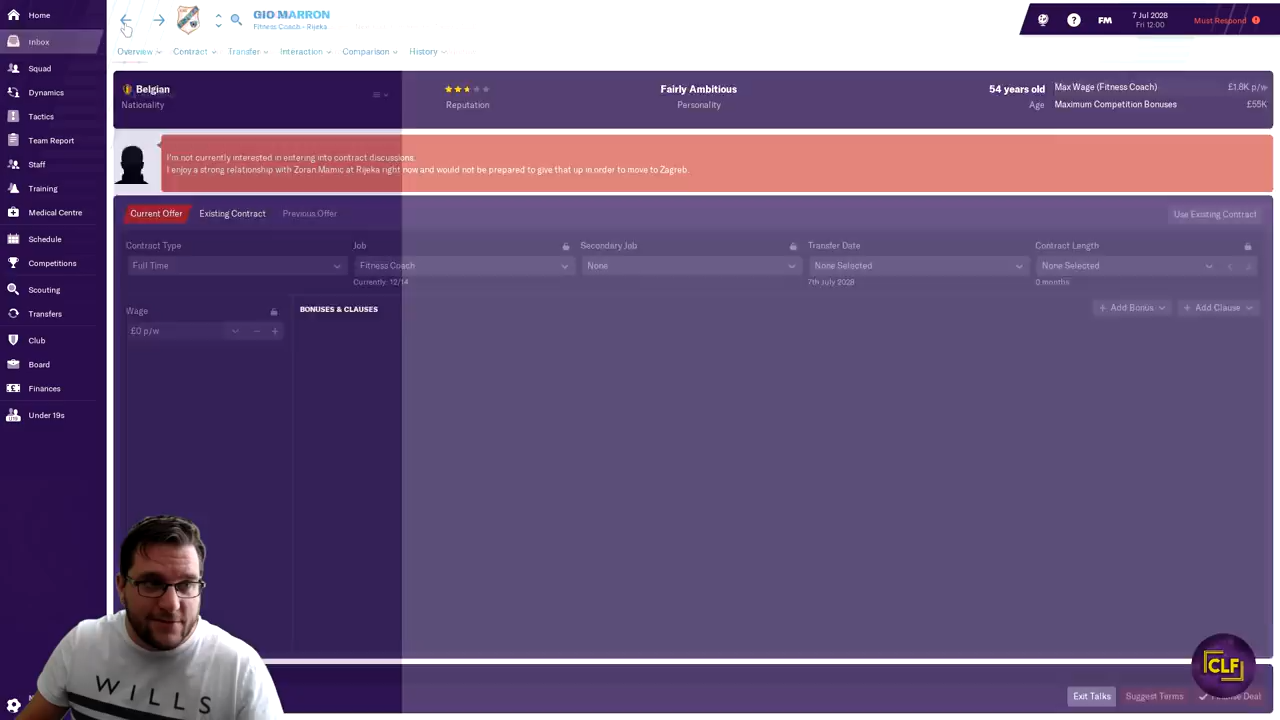 Home
GIO MARRON
Fitness Coach - Rijeka
7 Jul 2028
Fri 12:00
Must Respond
FM
Inbox
Overview
Contract
Transfer
Interaction
Comparison
History
Squad
Dynamics
Tactics
Team Report
Staff
Training
Medical Centre
Schedule
Competitions
Scouting
Transfers
Club
Board
Finances
Under 19s
Belgian
Nationality
Reputation
Fairly Ambitious
Personality
54 years old
Age
Max Wage (Fitness Coach)
£1.8K p/w
Maximum Competition Bonuses
£55K
I'm not currently interested in entering into contract discussions.
I enjoy a strong relationship with Zoran Mamic at Rijeka right now and would not be prepared to give that up in order to move to Zagreb.
Current Offer
Existing Contract
Previous Offer
Use Existing Contract
Contract Type
Full Time
Job
Fitness Coach
Currently: 12/14
Secondary Job
None
Transfer Date
None Selected
7th July 2028
Contract Length
None Selected
0 months
Wage
£0 p/w
BONUSES & CLAUSES
Add Bonus
Add Clause
WILLS
CLF
Exit Talks
Suggest Terms
Deal